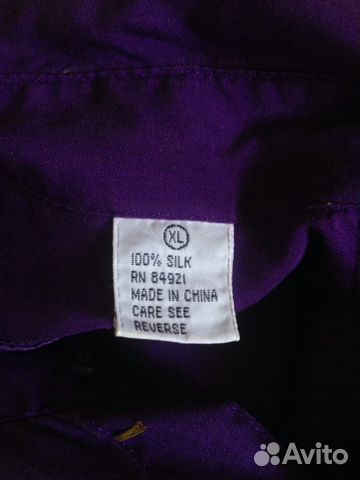 XL
100% SILK
RN 84921
MADE IN CHINA
CARE SEE
REVERSE
Avito